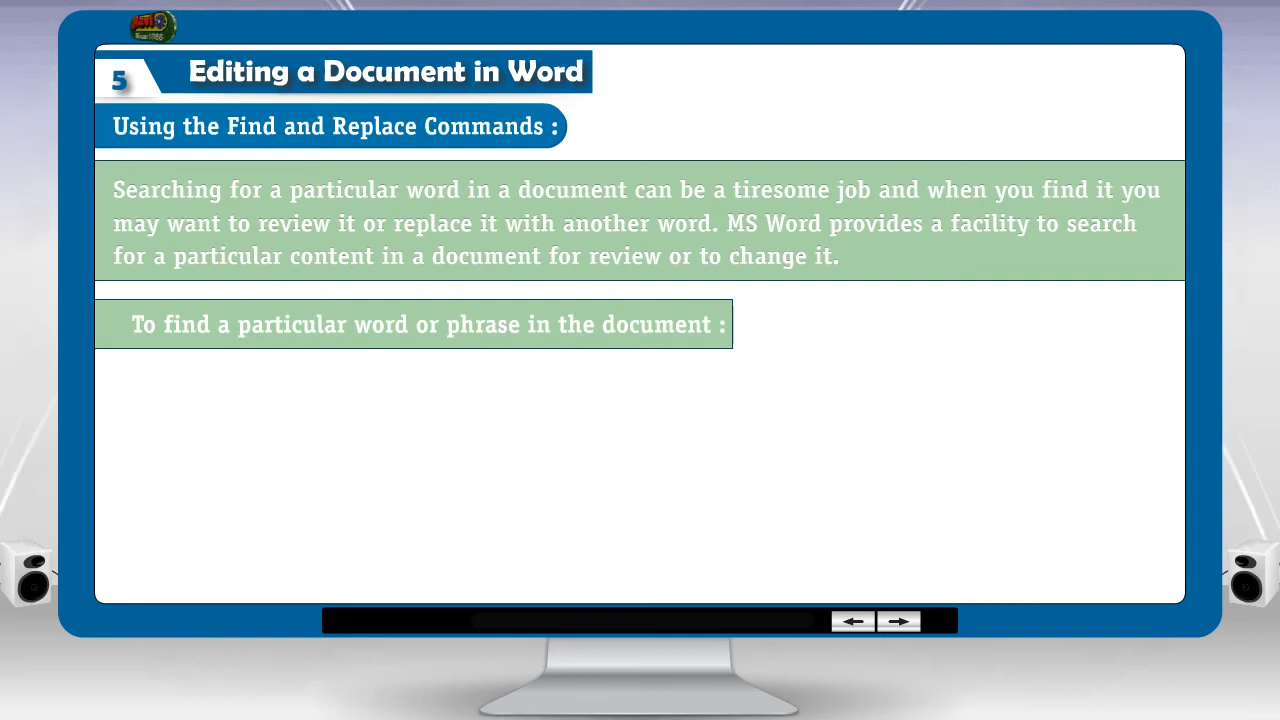 5
Editing a Document in Word
Using the Find and Replace Commands :
Searching for a particular word in a document can be a tiresome job and when you find it you
may want to review it or replace it with another word. MS Word provides a facility to search
for a particular content in a document for review or to change it.
To find a particular word or phrase in the document :